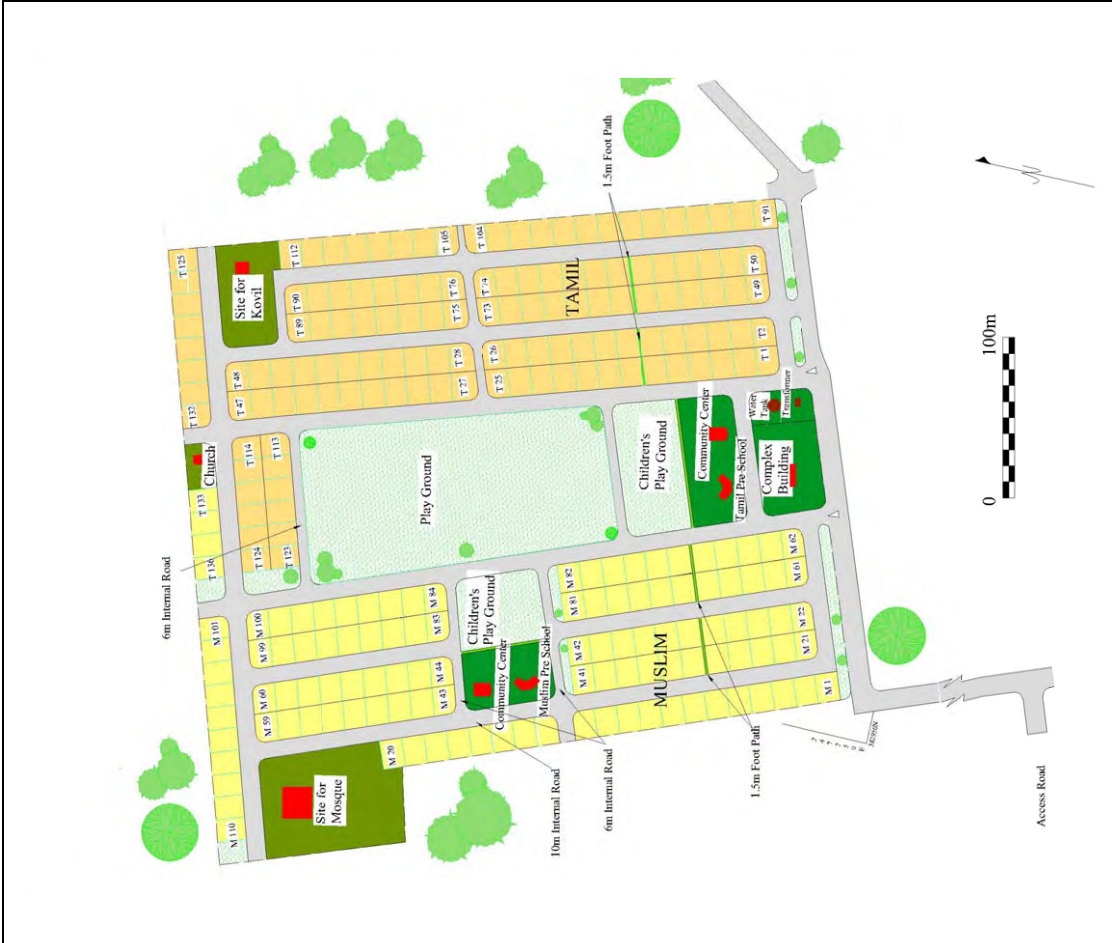 6m Internal Road
M 110
M 101
T 136
T 133
Church
T 132
T 125
Site for
Mosque
M 59
M 60
M 99
M 100
T 124
T 114
T 123
T 113
T 47
T 48
Site for
Kovil
T 89
T 90
T 112
M 20
M 43
M 44
M 83
M 84
Play Ground
T 27
T 28
T 75
T 76
T 105
Community Center
Children's
Play Ground
Muslim Pre School
T 25
T 26
T 73
T 74
T 104
10m Internal Road
6m Internal Road
M 41
M 42
M 81
M 82
TAMIL
1.5m Foot Path
Children's
Play Ground
MUSLIM
Community Center
Tamil Pre School
1.5m Foot Path
M 21
M 22
M 61
M 62
Complex
Building
Water
Tank
Transformer
T 1
T2
T 49
T 50
T 91
M 1
0
100m
N
Access Road